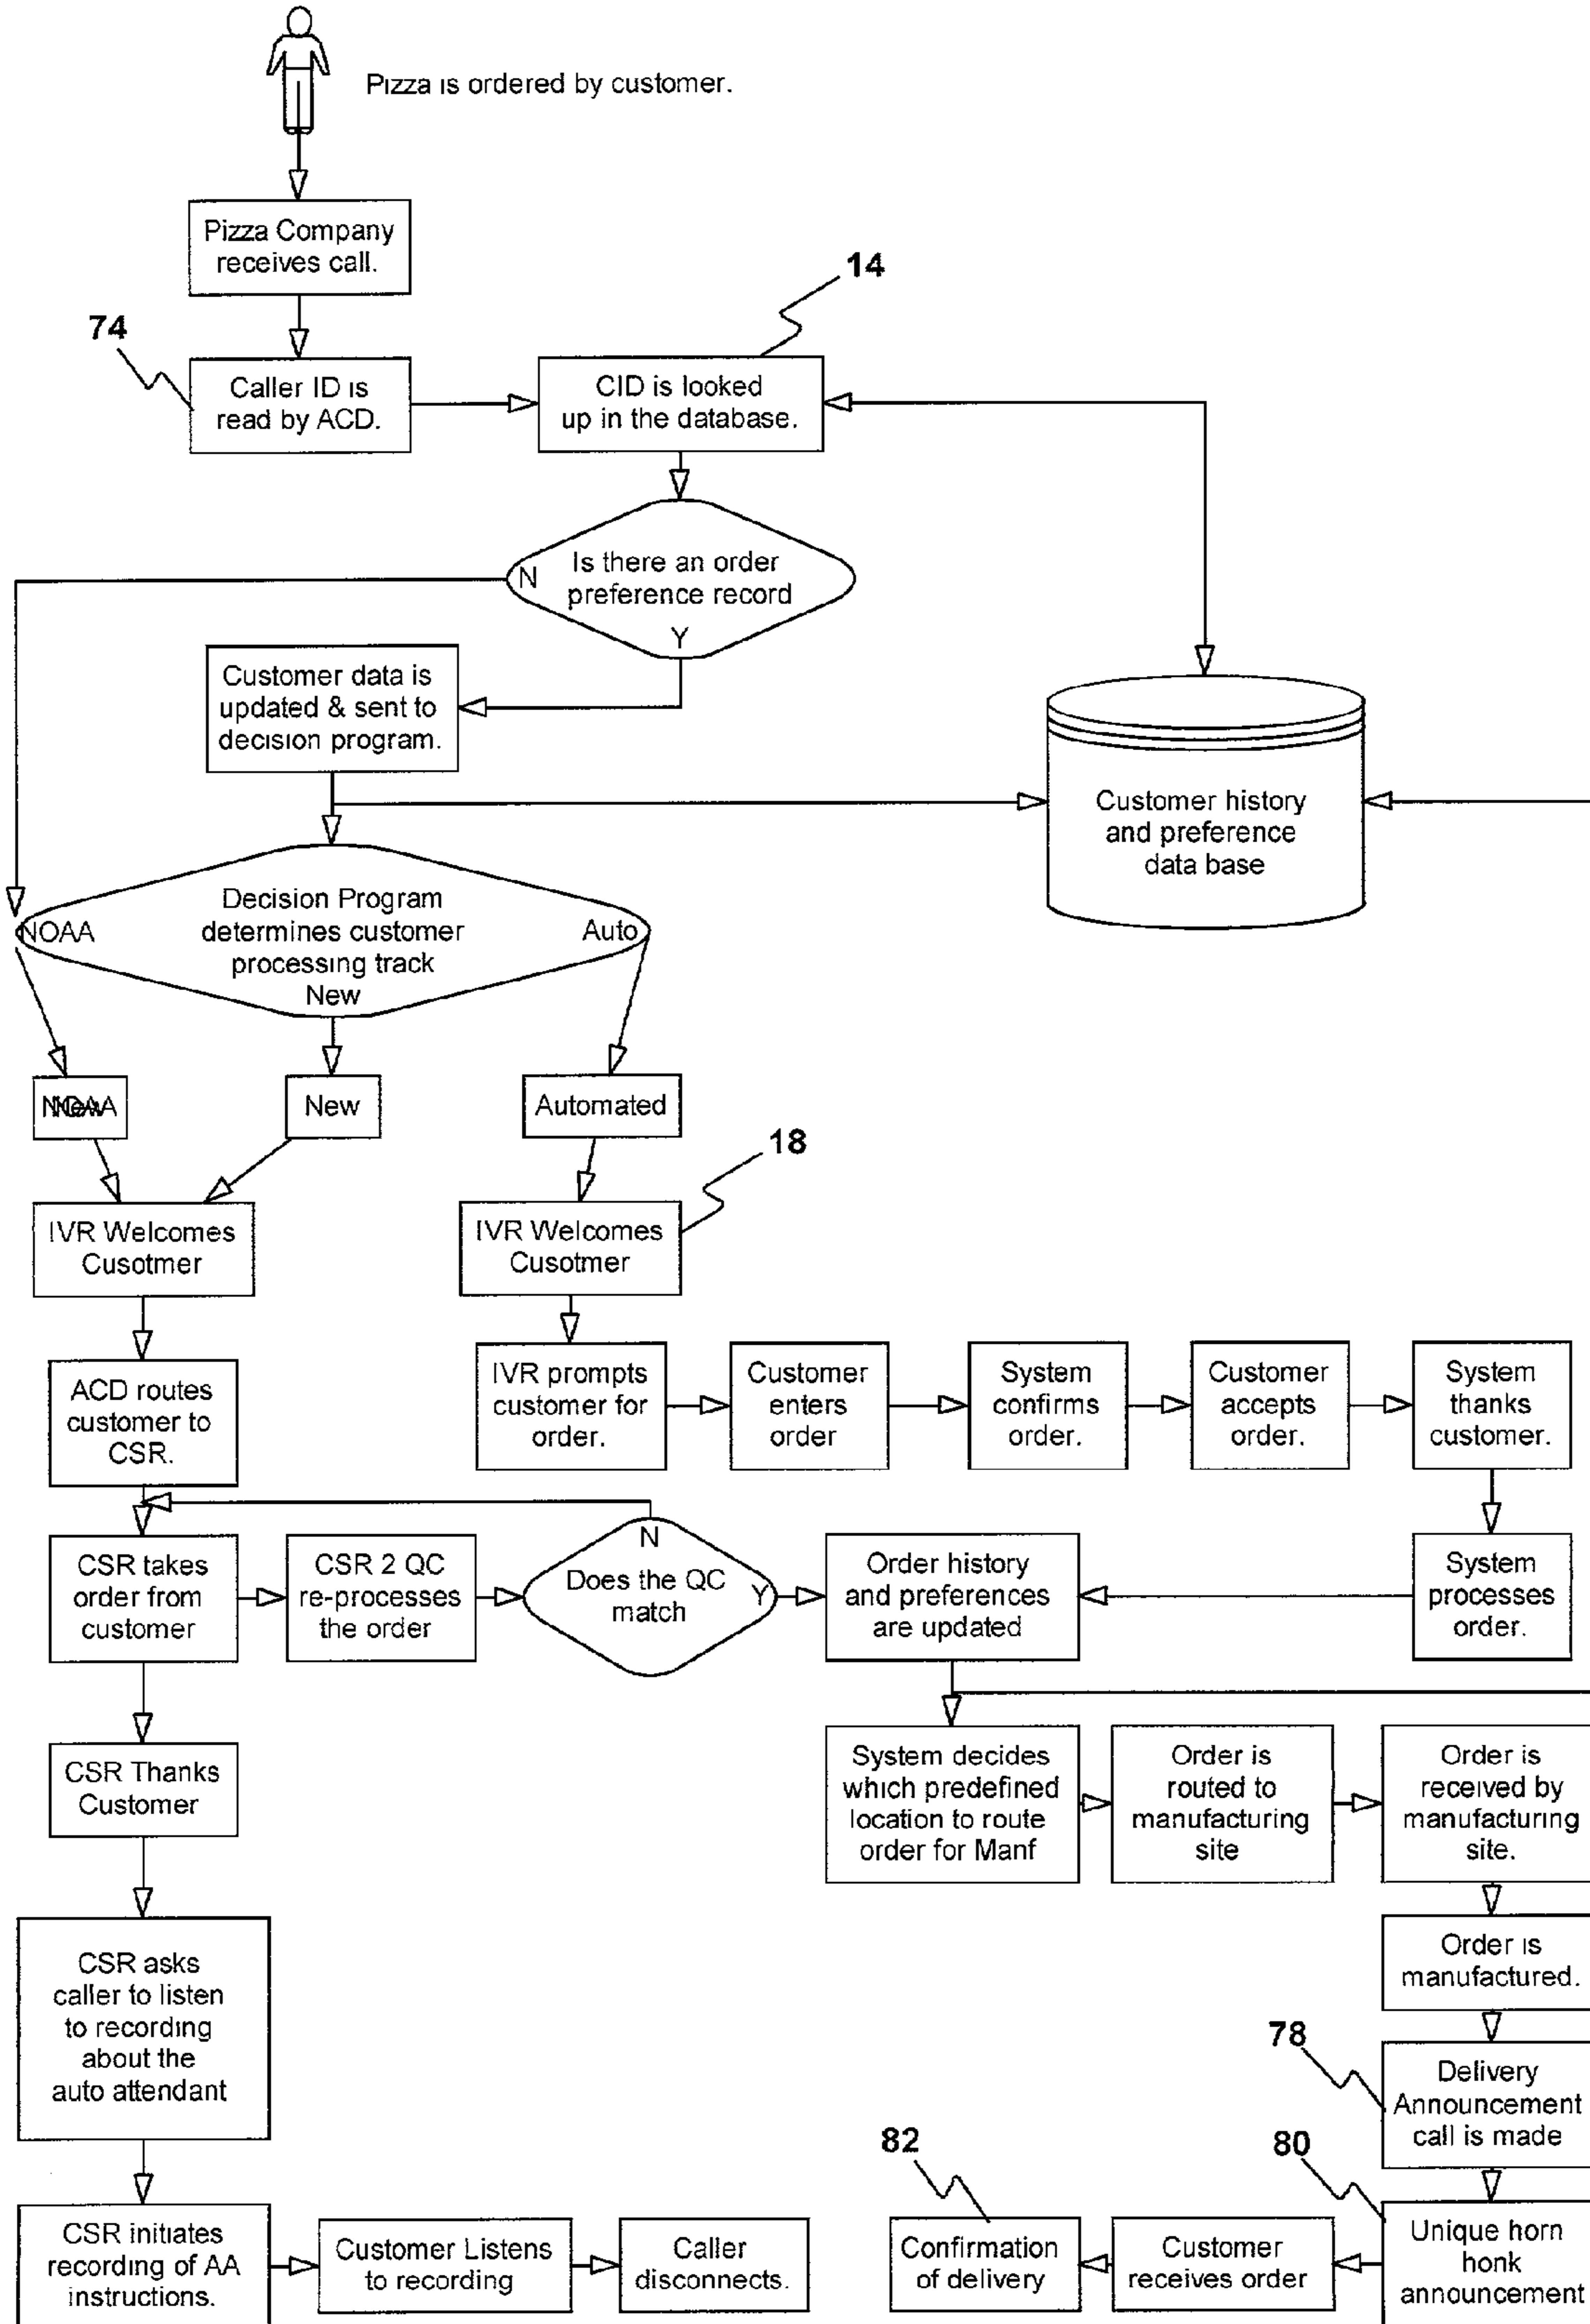 Pizza is ordered by customer.
Pizza Company
receives call.
14
74
Caller ID is
read by ACD.
CID is looked
up in the database.
Is there an order
N
preference record
Y
Customer data is
updated & sent to
decision program.
Customer history
and preference
data base
Decision Program
NOAA
determines customer
Auto
processing track
New
New
Automated
18
IVR Welcomes
Cusotmer
IVR Welcomes
Cusotmer
ACD routes
customer to
CSR.
IVR prompts
customer for
order.
Customer
enters
order
System
confirms
order.
Customer
accepts
order.
System
thanks
customer.
CSR takes
order from
customer
CSR 2 QC
re-processes
the order
N
Does the QC
match
Y
Order history
and preferences
are updated
System
processes
order.
CSR Thanks
Customer
System decides
which predefined
location to route
order for Manf
Order is
routed to
manufacturing
site
Order is
received by
manufacturing
site.
CSR asks
caller to listen
to recording
about the
auto attendant
Order is
manufactured.
78
Delivery
Announcement
call is made
82
80
CSR initiates
recording of AA
instructions.
Customer Listens
to recording
Caller
disconnects.
Confirmation
of delivery
Customer
receives order
Unique horn
honk
announcement